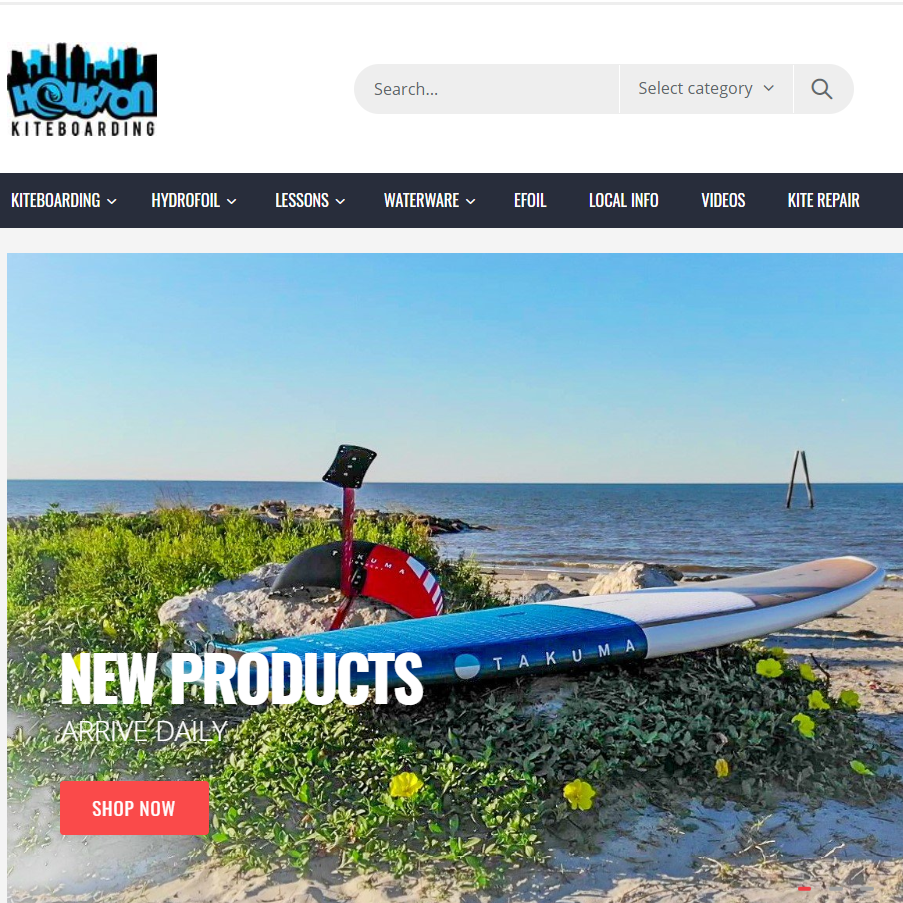 HOUSTON
KITEBOARDING
Search...
Select category
KITEBOARDING
HYDROFOIL
LESSONS
WATERWARE
EFOIL
LOCAL INFO
VIDEOS
KITE REPAIR
TAKUMA
TAKUMA
NEW PRODUCTS
ARRIVE DAILY
SHOP NOW